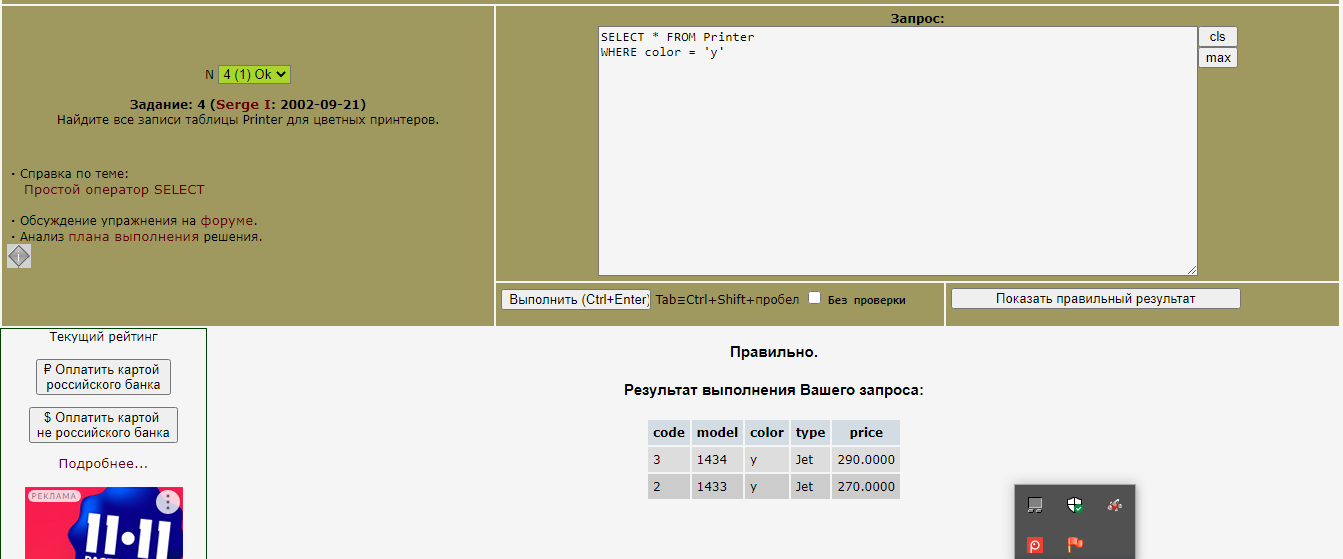 Запрос:
SELECT * FROM Printer
WHERE color = 'y'
cls
max
N 4 (1) Ok
Задание: 4 (Serge I: 2002-09-21)
Найдите все записи таблицы Printer для цветных принтеров.
· Справка по теме:
Простой оператор SELECT
· Обсуждение упражнения на форуме.
· Анализ плана выполнения решения.
Выполнить (Ctrl+Enter) Tab≡Ctrl+Shift+пробел Без проверки
Показать правильный результат
Текущий рейтинг
₽ Оплатить картой
российского банка
$ Оплатить картой
не российского банка
Подробнее...
РЕКЛАМА
11•11
Правильно.
Результат выполнения Вашего запроса:
code model color type price
3 1434 y Jet 290.0000
2 1433 y Jet 270.0000